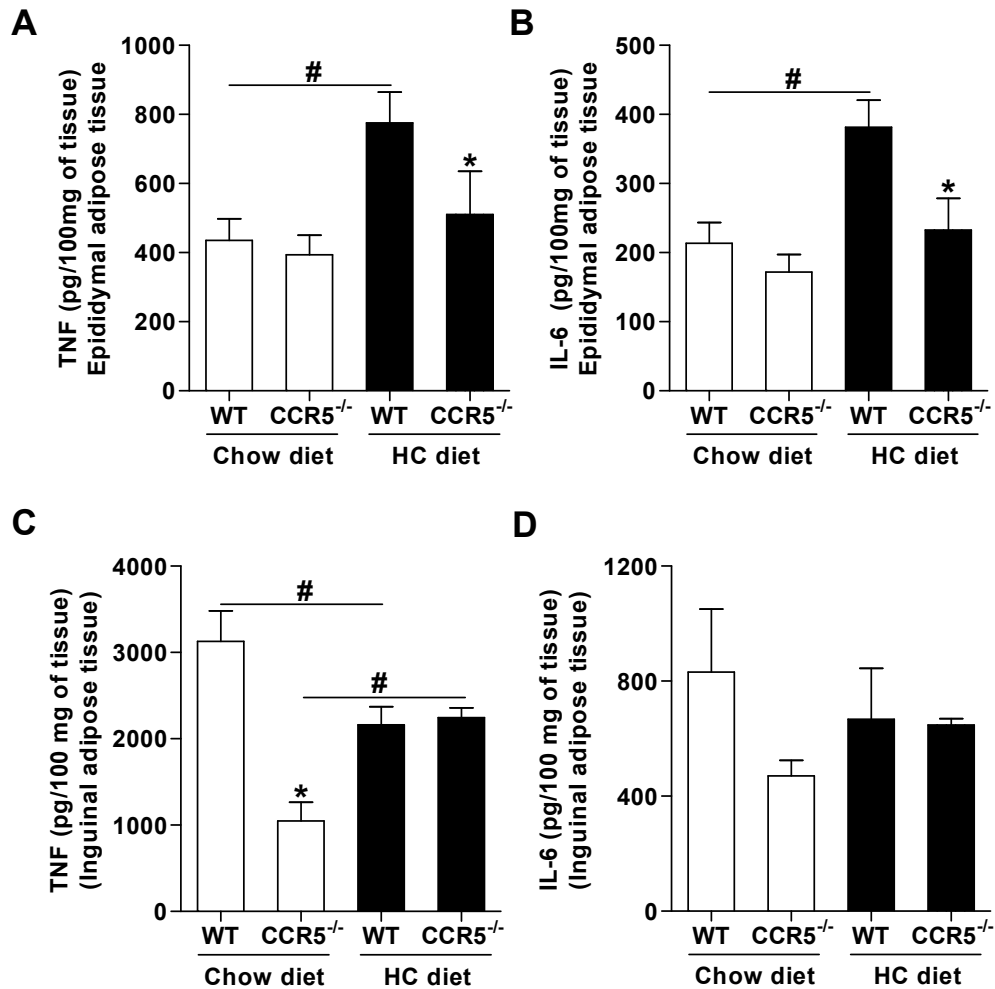 A
TNF (pg/100mg of tissue)
Epididymal adipose tissue
1000
800
600
400
200
0
#
*
WT CCR5-/- WT CCR5-/-
Chow diet HC diet
B
IL-6 (pg/100mg of tissue)
Epididymal adipose tissue
500
400
300
200
100
0
#
*
WT CCR5-/- WT CCR5-/-
Chow diet HC diet
C
TNF (pg/100 mg of tissue)
(Inguinal adipose tissue)
4000
3000
2000
1000
0
#
#
*
WT CCR5-/- WT CCR5-/-
Chow diet HC diet
D
IL-6 (pg/100 mg of tissue)
(Inguinal adipose tissue)
1200
800
400
0
WT CCR5-/- WT CCR5-/-
Chow diet HC diet